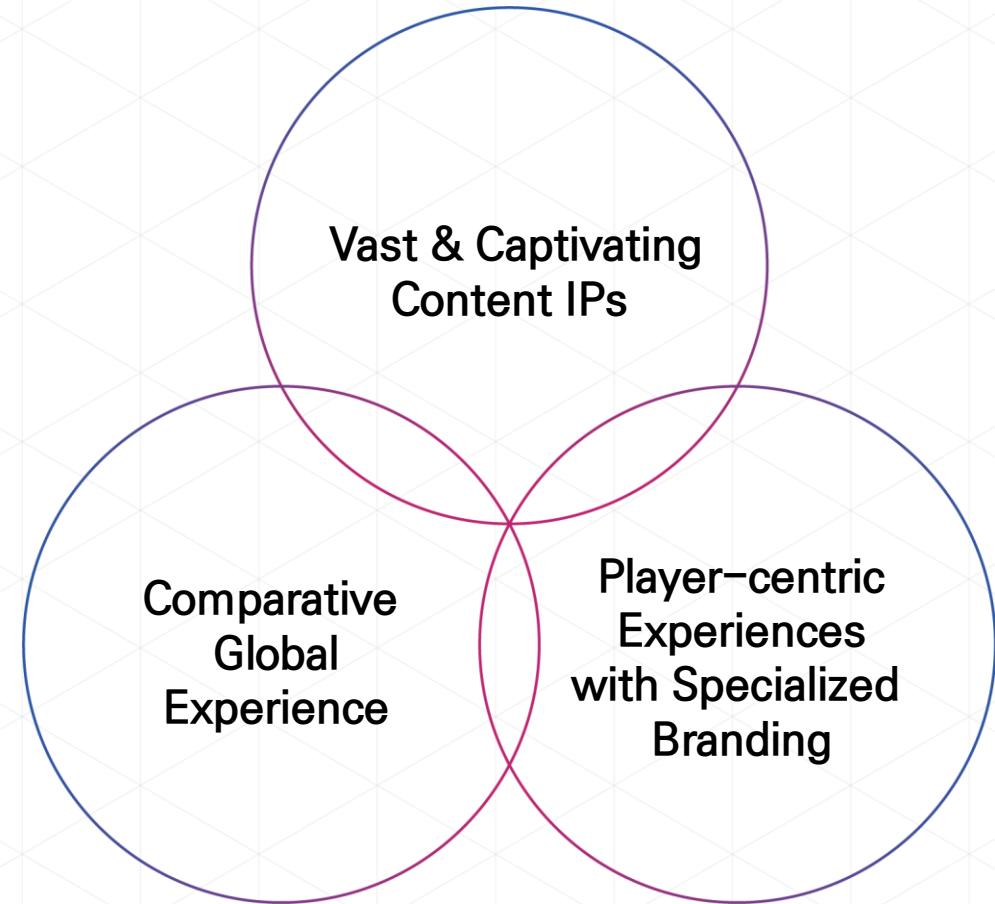 Vast & Captivating
Content IPs
Comparative
Global
Experience
Player-centric
Experiences
with Specialized
Branding